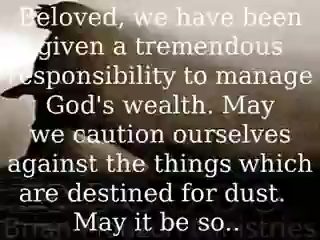 Beloved, we have been
given a tremendous
responsibility to manage
God's wealth. May
we caution ourselves
against the things which
are destined for dust.
May it be so..